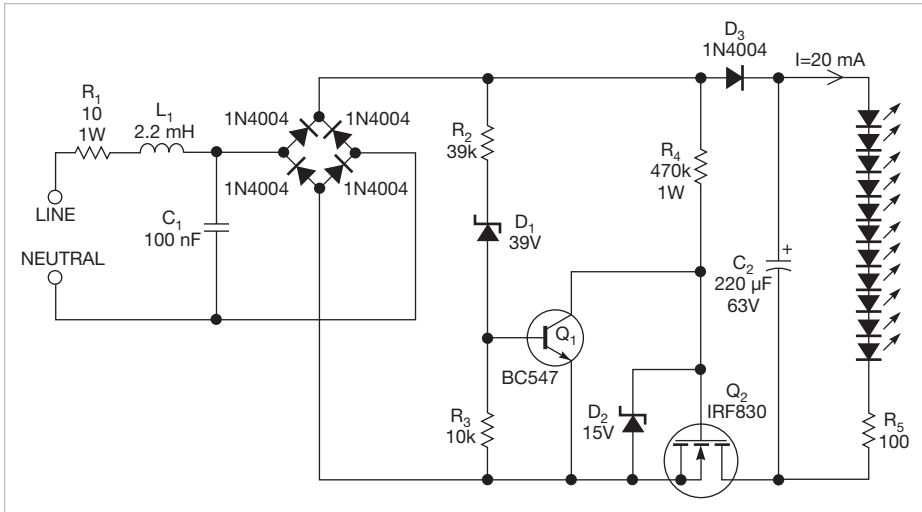 R1
10
1W
L1
2.2 mH
1N4004
1N4004
1N4004
1N4004
LINE
NEUTRAL
C1
100 nF
R2
39k
D1
39V
Q1
BC547
R3
10k
D2
15V
R4
470k
1W
D3
1N4004
I=20 mA
C2
+
220 µF
63V
Q2
IRF830
R5
100